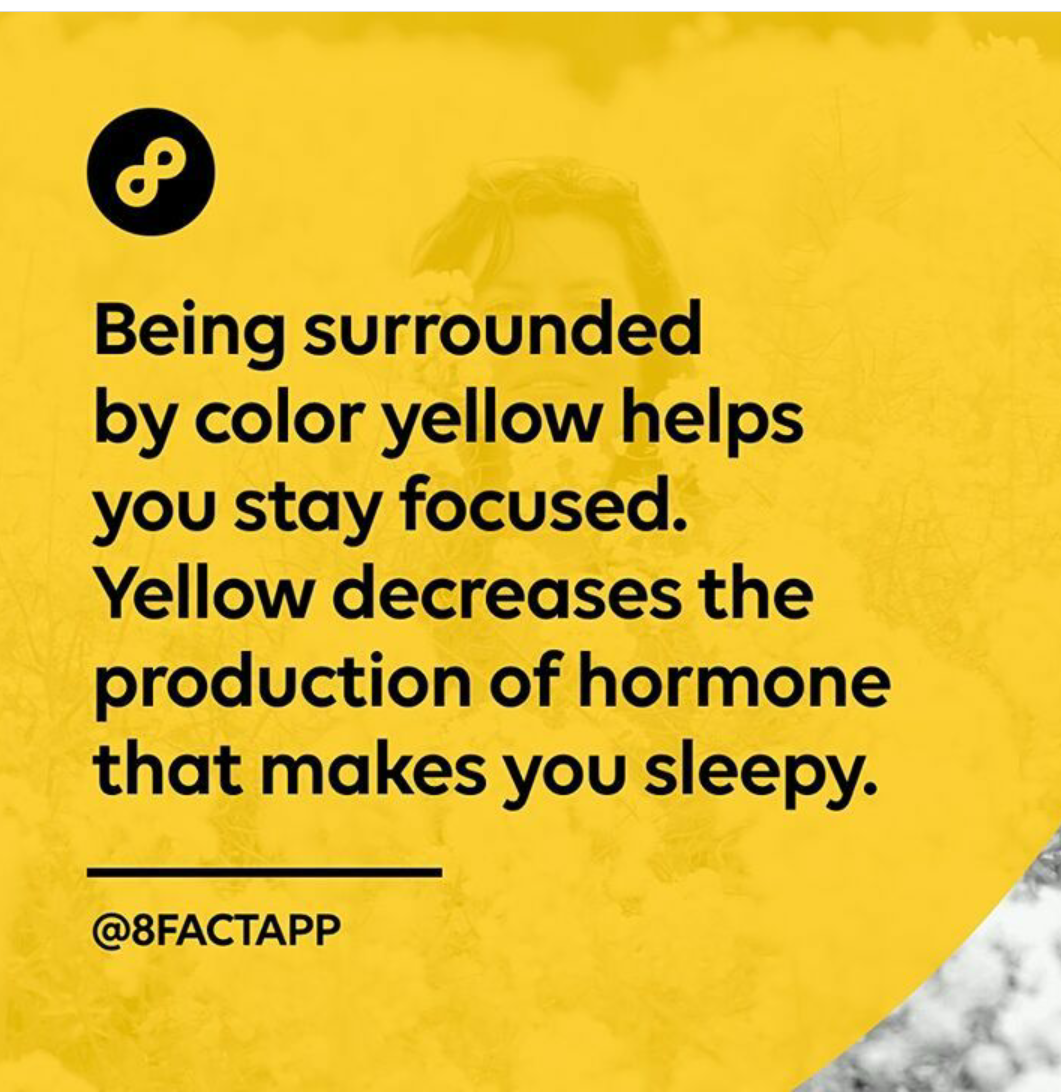 Being surrounded
by color yellow helps
you stay focused.
Yellow decreases the
production of hormone
that makes you sleepy.
@8FACTAPP